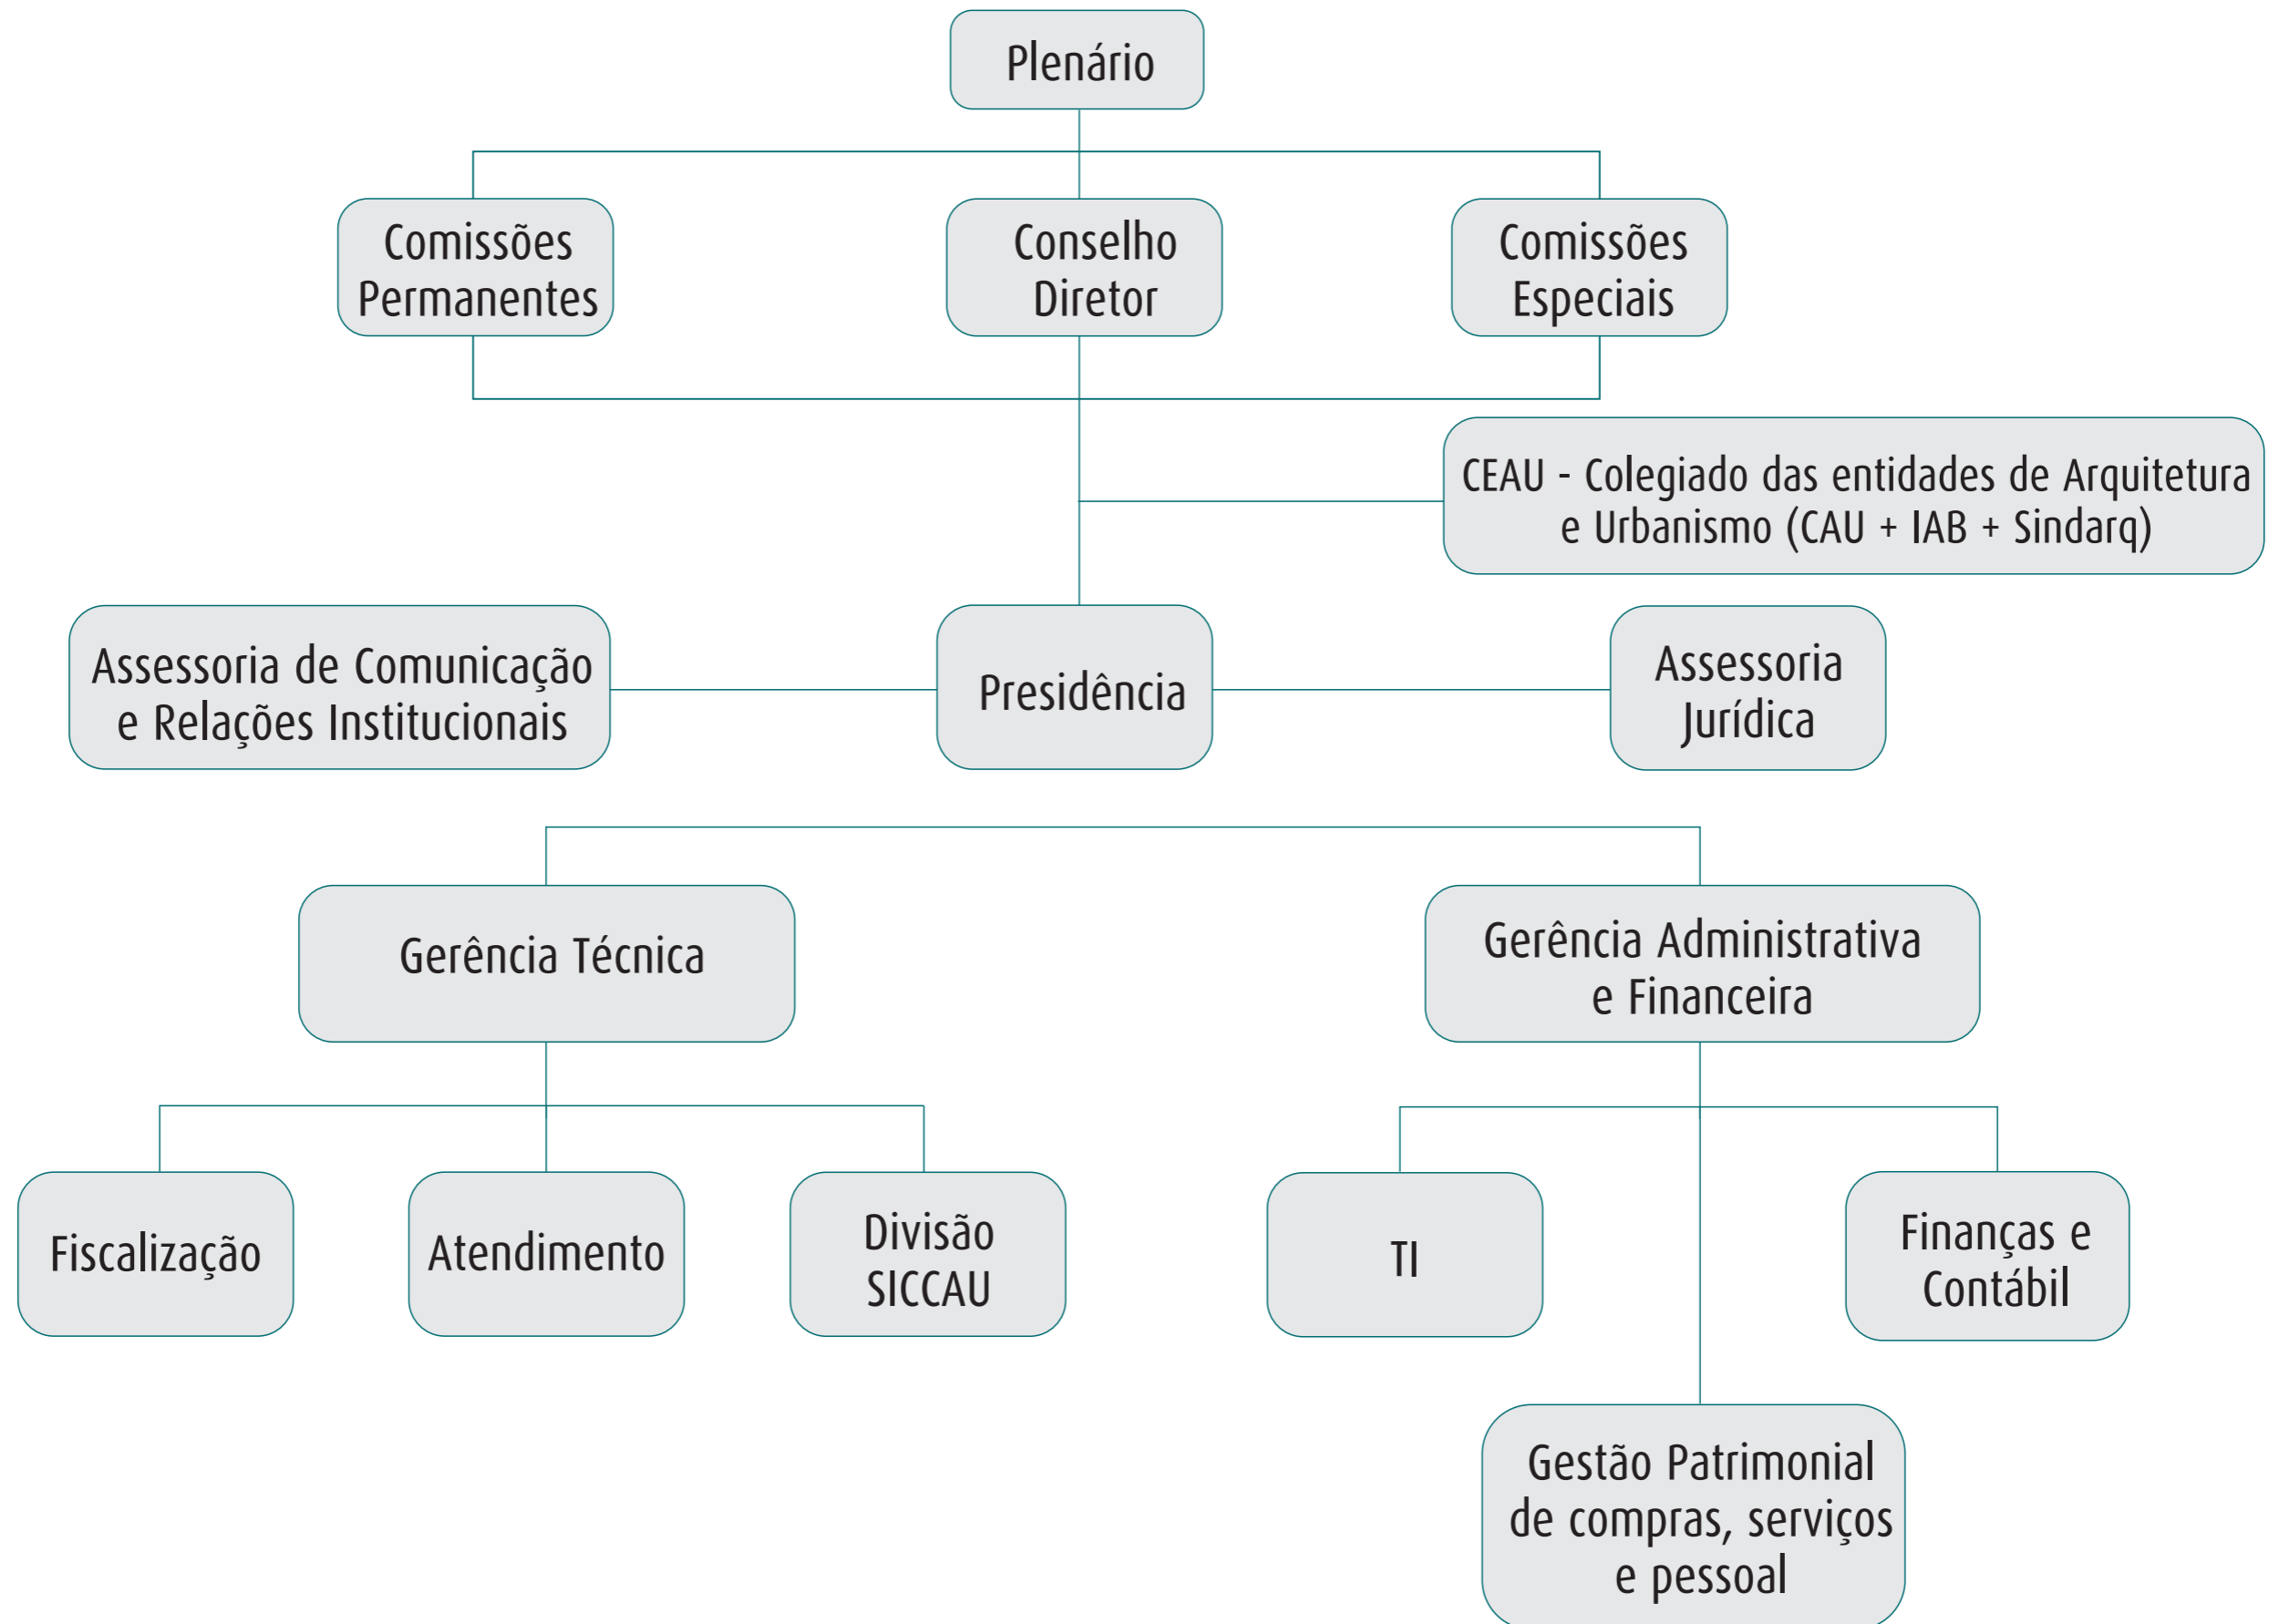 Plenário
Comissões
Permanentes
Conselho
Diretor
Comissões
Especiais
CEAU - Colegiado das entidades de Arquitetura
e Urbanismo (CAU + IAB + Sindarq)
Assessoria de Comunicação
e Relações Institucionais
Presidência
Assessoria
Jurídica
Gerência Técnica
Gerência Administrativa
e Financeira
Fiscalização
Atendimento
Divisão
SICCAU
TI
Finanças e
Contábil
Gestão Patrimonial
de compras, serviços
e pessoal